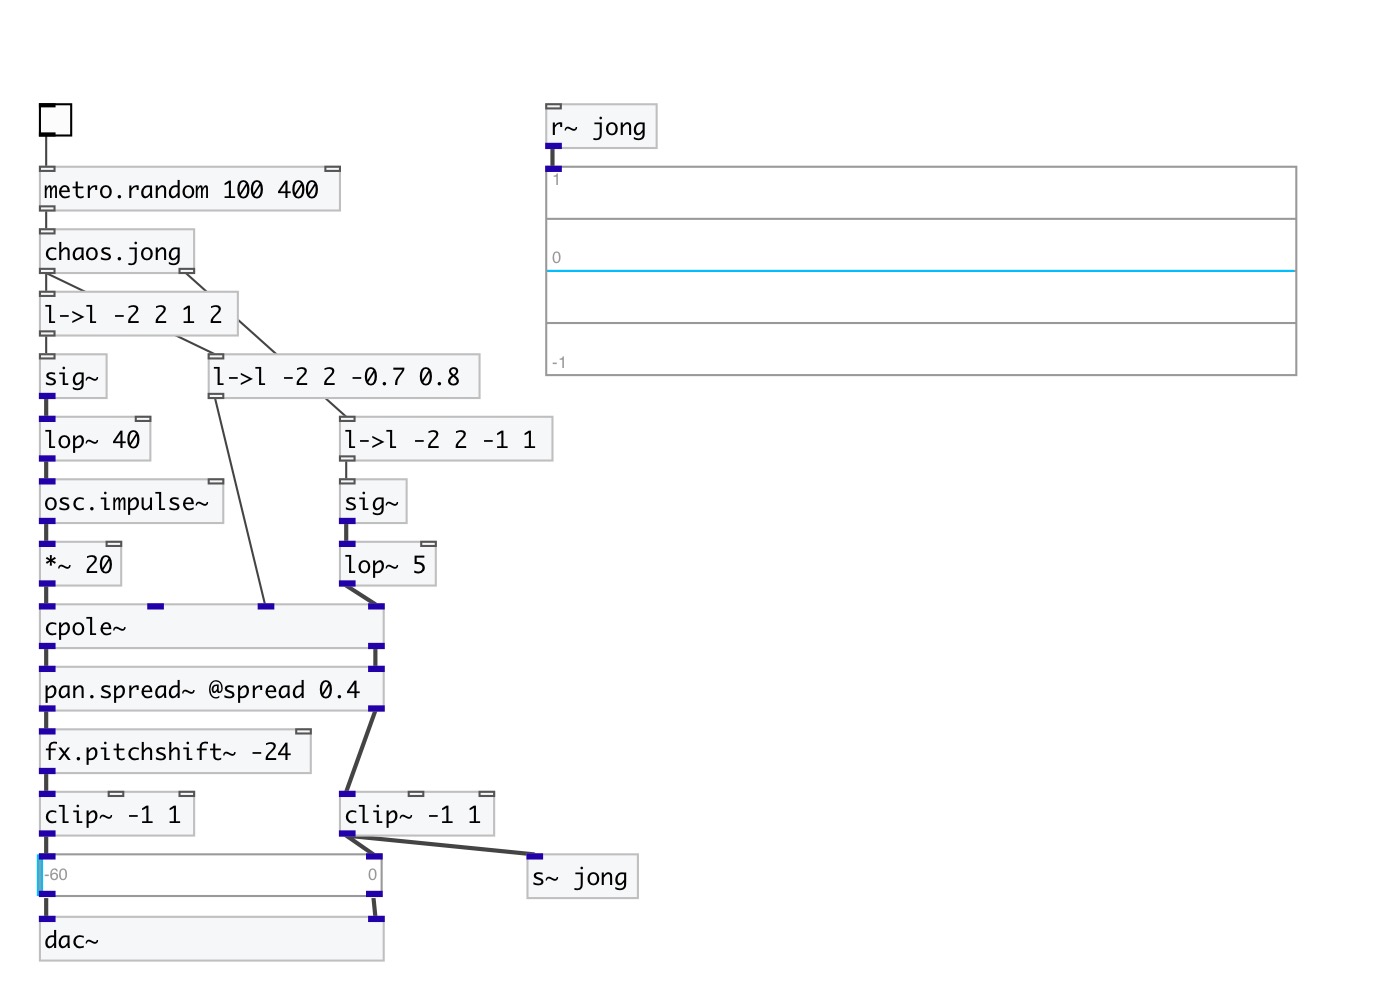 r~ jong
metro.random 100 400
1
chaos.jong
0
l->l -2 2 1 2
-1
sig~
l->l -2 2 -0.7 0.8
lop~ 40
l->l -2 2 -1 1
osc.impulse~
sig~
*~ 20
lop~ 5
cpole~
pan.spread~ @spread 0.4
fx.pitchshift~ -24
clip~ -1 1
clip~ -1 1
-60
0
s~ jong
dac~